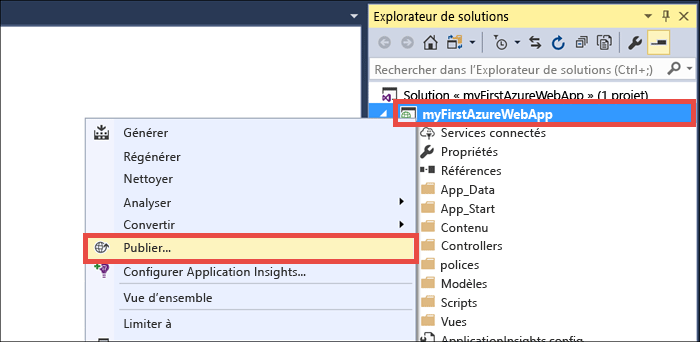 Explorateur de solutions
Rechercher dans l'Explorateur de solutions (Ctrl+;)
Solution « myFirstAzureWebApp » (1 projet)
myFirstAzureWebApp
Services connectés
Propriétés
Références
App_Data
App_Start
Contenu
Controllers
polices
Modèles
Scripts
Vues
ApplicationInsights.config
Générer
Régénérer
Nettoyer
Analyser
Convertir
Publier...
Configurer Application Insights...
Vue d'ensemble
Limiter à